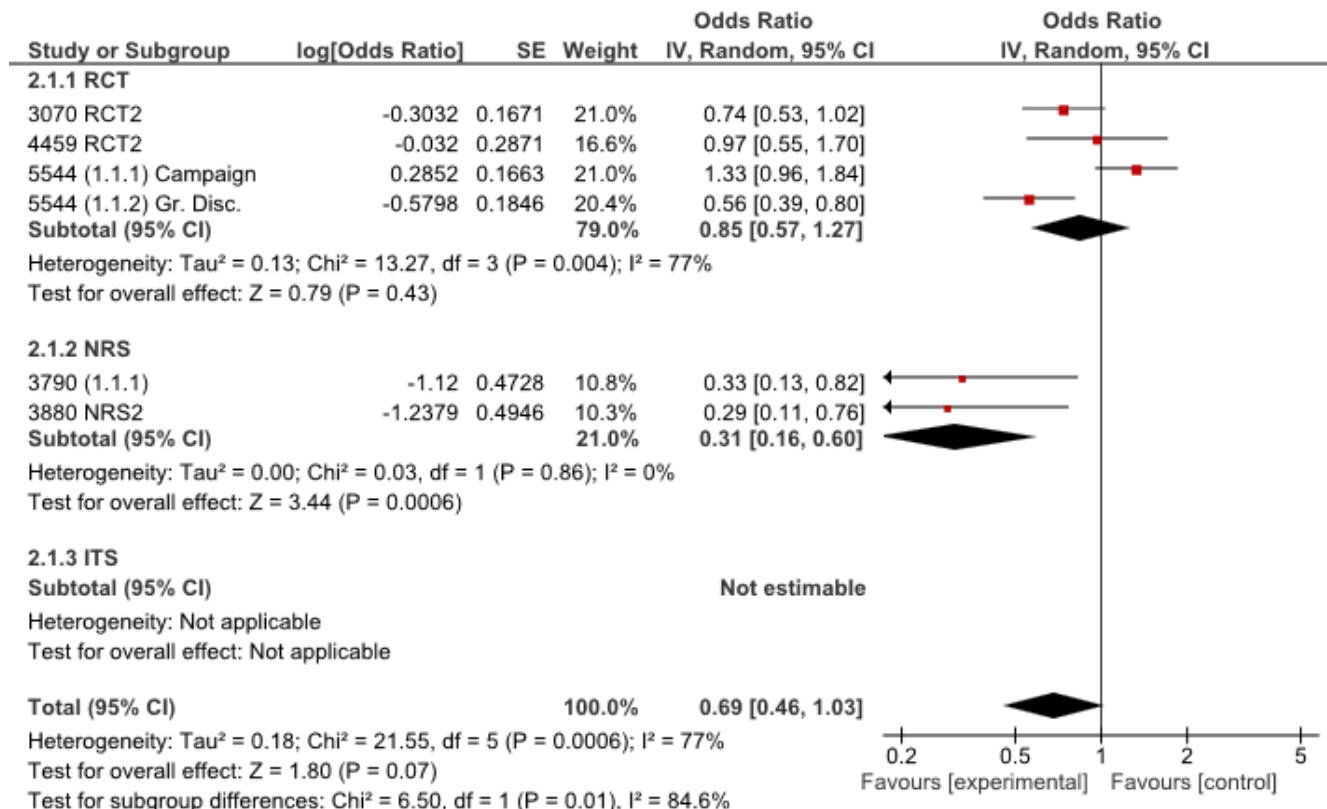 Odds Ratio Odds Ratio
Study or Subgroup log[Odds Ratio] SE Weight IV, Random, 95% CI IV, Random, 95% CI
2.1.1 RCT
3070 RCT2 -0.3032 0.1671 21.0% 0.74 [0.53, 1.02]
4459 RCT2 -0.032 0.2871 16.6% 0.97 [0.55, 1.70]
5544 (1.1.1) Campaign 0.2852 0.1663 21.0% 1.33 [0.96, 1.84]
5544 (1.1.2) Gr. Disc. -0.5798 0.1846 20.4% 0.56 [0.39, 0.80]
Subtotal (95% CI) 79.0% 0.85 [0.57, 1.27]
Heterogeneity: Tau² = 0.13; Chi² = 13.27, df = 3 (P = 0.004); I² = 77%
Test for overall effect: Z = 0.79 (P = 0.43)
2.1.2 NRS
3790 (1.1.1) -1.12 0.4728 10.8% 0.33 [0.13, 0.82]
3880 NRS2 -1.2379 0.4946 10.3% 0.29 [0.11, 0.76]
Subtotal (95% CI) 21.0% 0.31 [0.16, 0.60]
Heterogeneity: Tau² = 0.00; Chi² = 0.03, df = 1 (P = 0.86); I² = 0%
Test for overall effect: Z = 3.44 (P = 0.0006)
2.1.3 ITS
Subtotal (95% CI) Not estimable
Heterogeneity: Not applicable
Test for overall effect: Not applicable
Total (95% CI) 100.0% 0.69 [0.46, 1.03]
Heterogeneity: Tau² = 0.18; Chi² = 21.55, df = 5 (P = 0.0006); I² = 77%
Test for overall effect: Z = 1.80 (P = 0.07)
Test for subgroup differences: Chi² = 6.50, df = 1 (P = 0.01), I² = 84.6%
0.2 0.5 1 2 5
Favours [experimental] Favours [control]